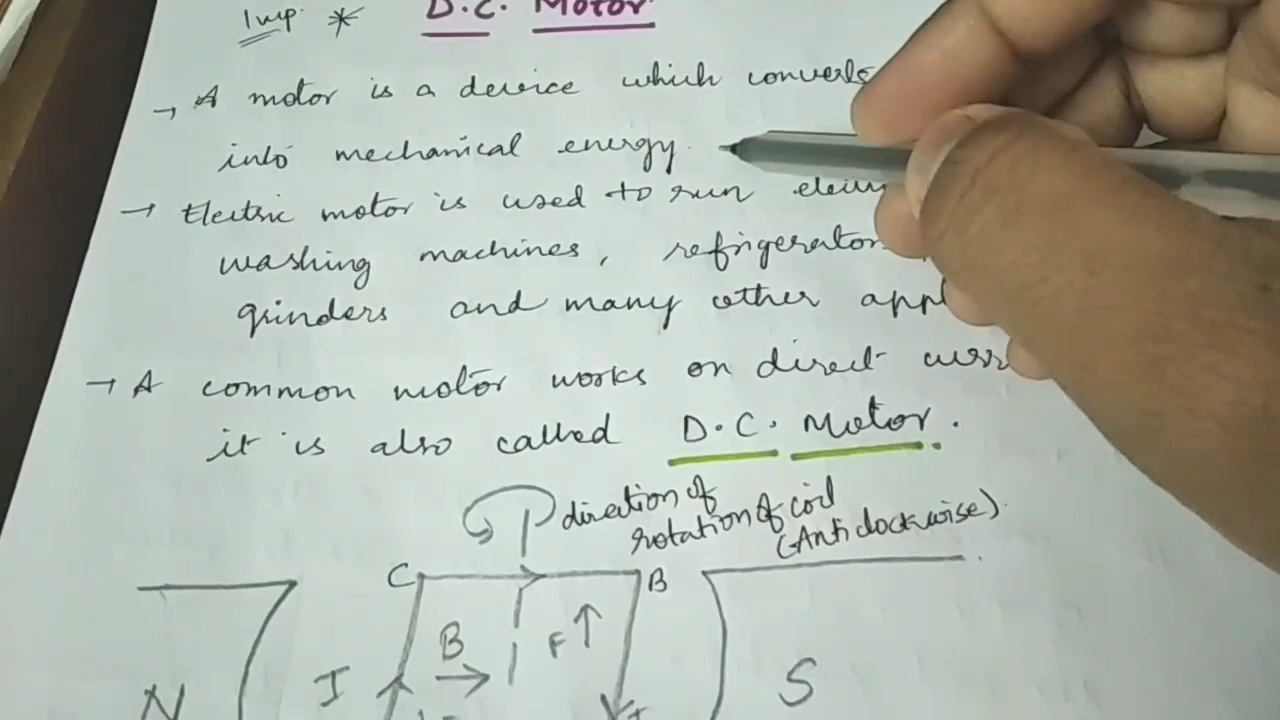 Imp. * D.C. Motor
→ A motor is a device which converts
into mechanical energy.
→ Electric motor is used to run
washing machines, refrigerator
grinders and many other
→ A common motor works on direct
it is also called D.C. Motor.
direction of
rotation of coil
(Anticlockwise).
C B
B → F ↑
N I S